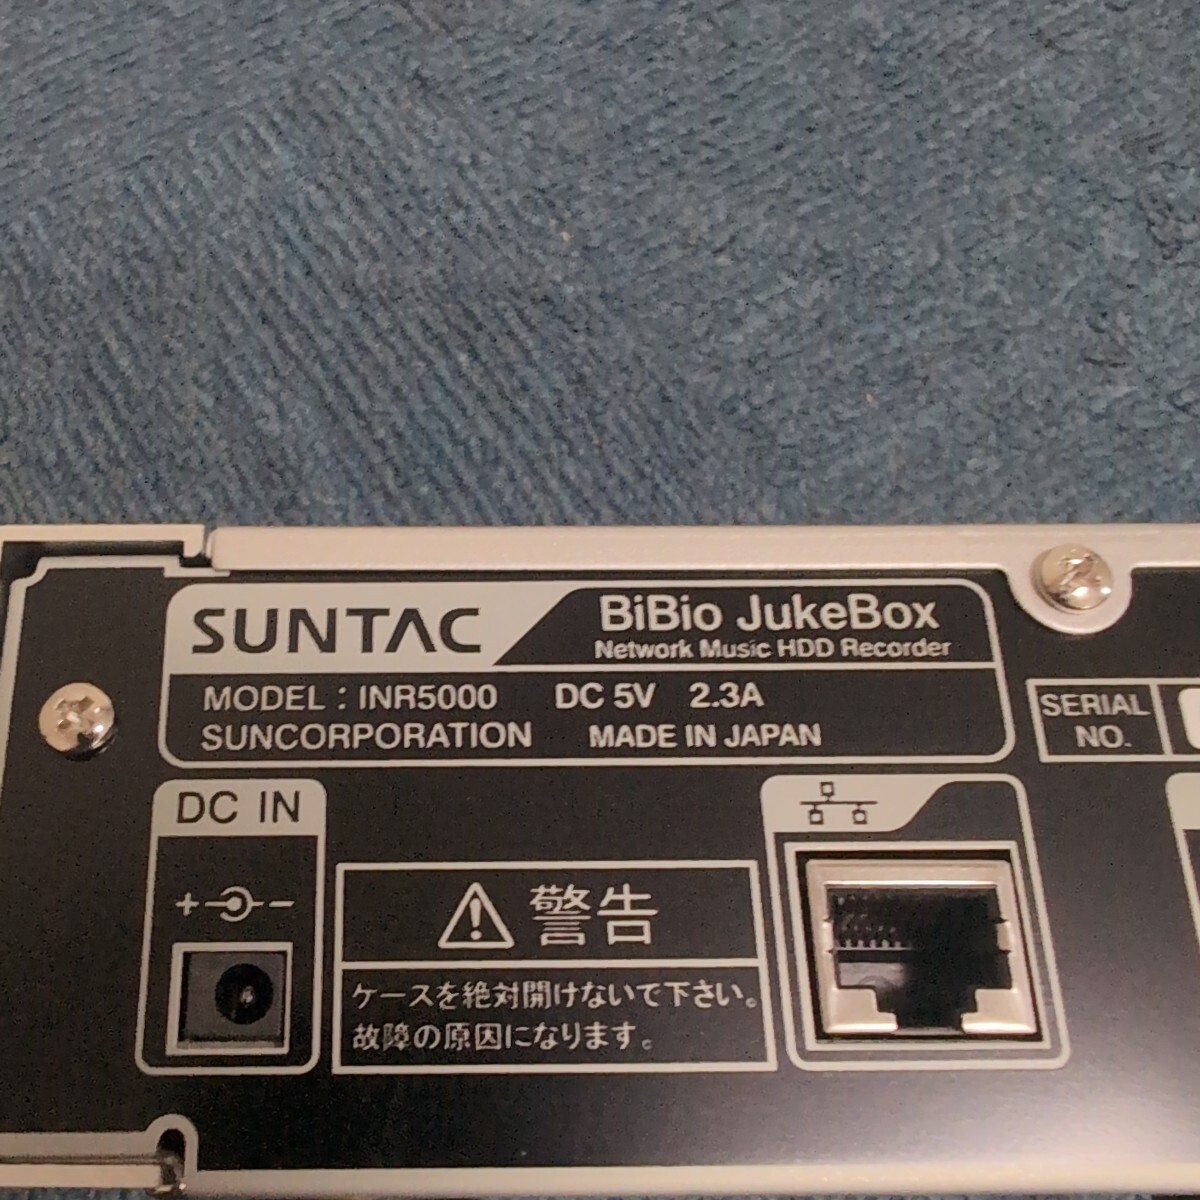 SUNTAC
BiBio JukeBox
Network Music HDD Recorder
MODEL : INR5000 DC 5V 2.3A
SUNCORPORATION MADE IN JAPAN
SERIAL
NO.
DC IN
+ -
警告
ケースを絶対開けないで下さい。
故障の原因になります。